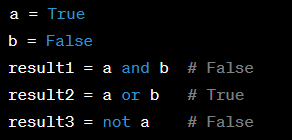 a = True
b = False
result1 = a and b  # False
result2 = a or b   # True
result3 = not a    # False